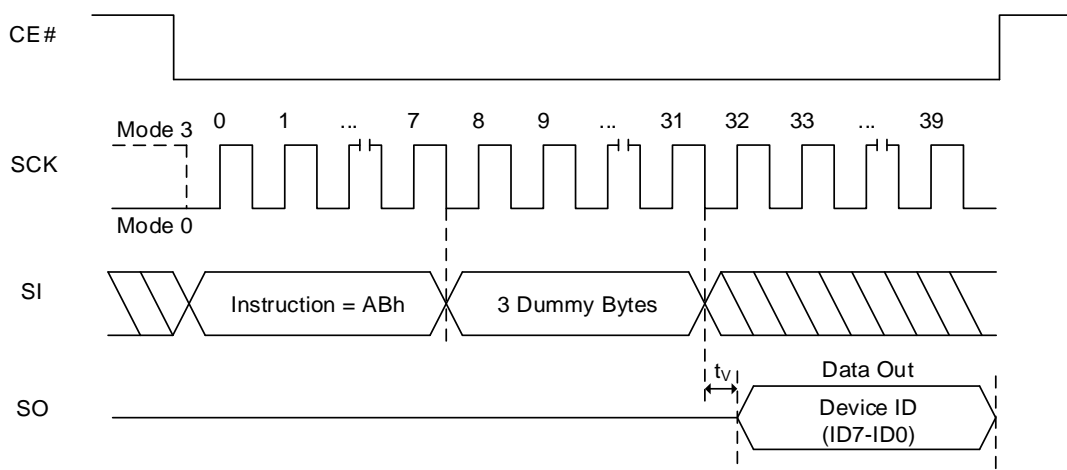 CE#
Mode 3 0 1 ... 7 8 9 ... 31 32 33 ... 39
SCK
Mode 0
SI
Instruction = ABh 3 Dummy Bytes
tV Data Out
SO
Device ID
(ID7-ID0)